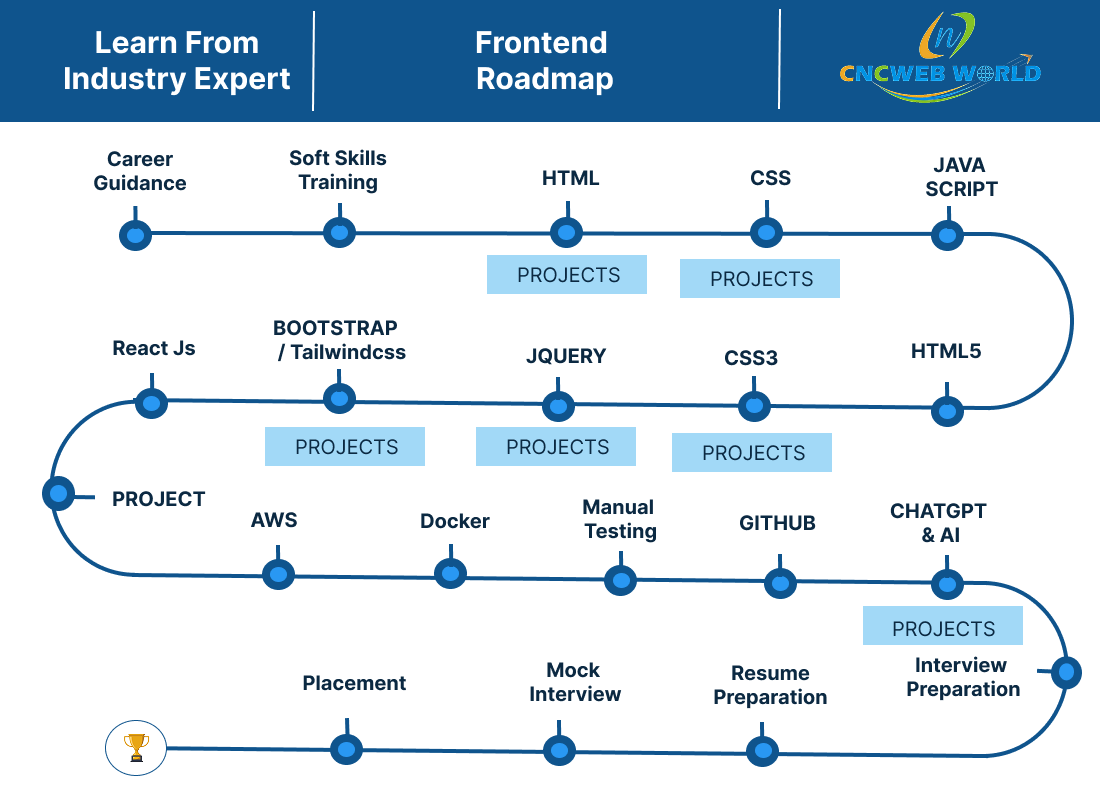 Learn From
Industry Expert
Frontend
Roadmap
n
CNCWEB WORLD
Career
Guidance
Soft Skills
Training
HTML
CSS
JAVA
SCRIPT
PROJECTS
PROJECTS
React Js
BOOTSTRAP
/ Tailwindcss
JQUERY
CSS3
HTML5
PROJECTS
PROJECTS
PROJECTS
PROJECT
AWS
Docker
Manual
Testing
GITHUB
CHATGPT
& AI
PROJECTS
Placement
Mock
Interview
Resume
Preparation
Interview
Preparation